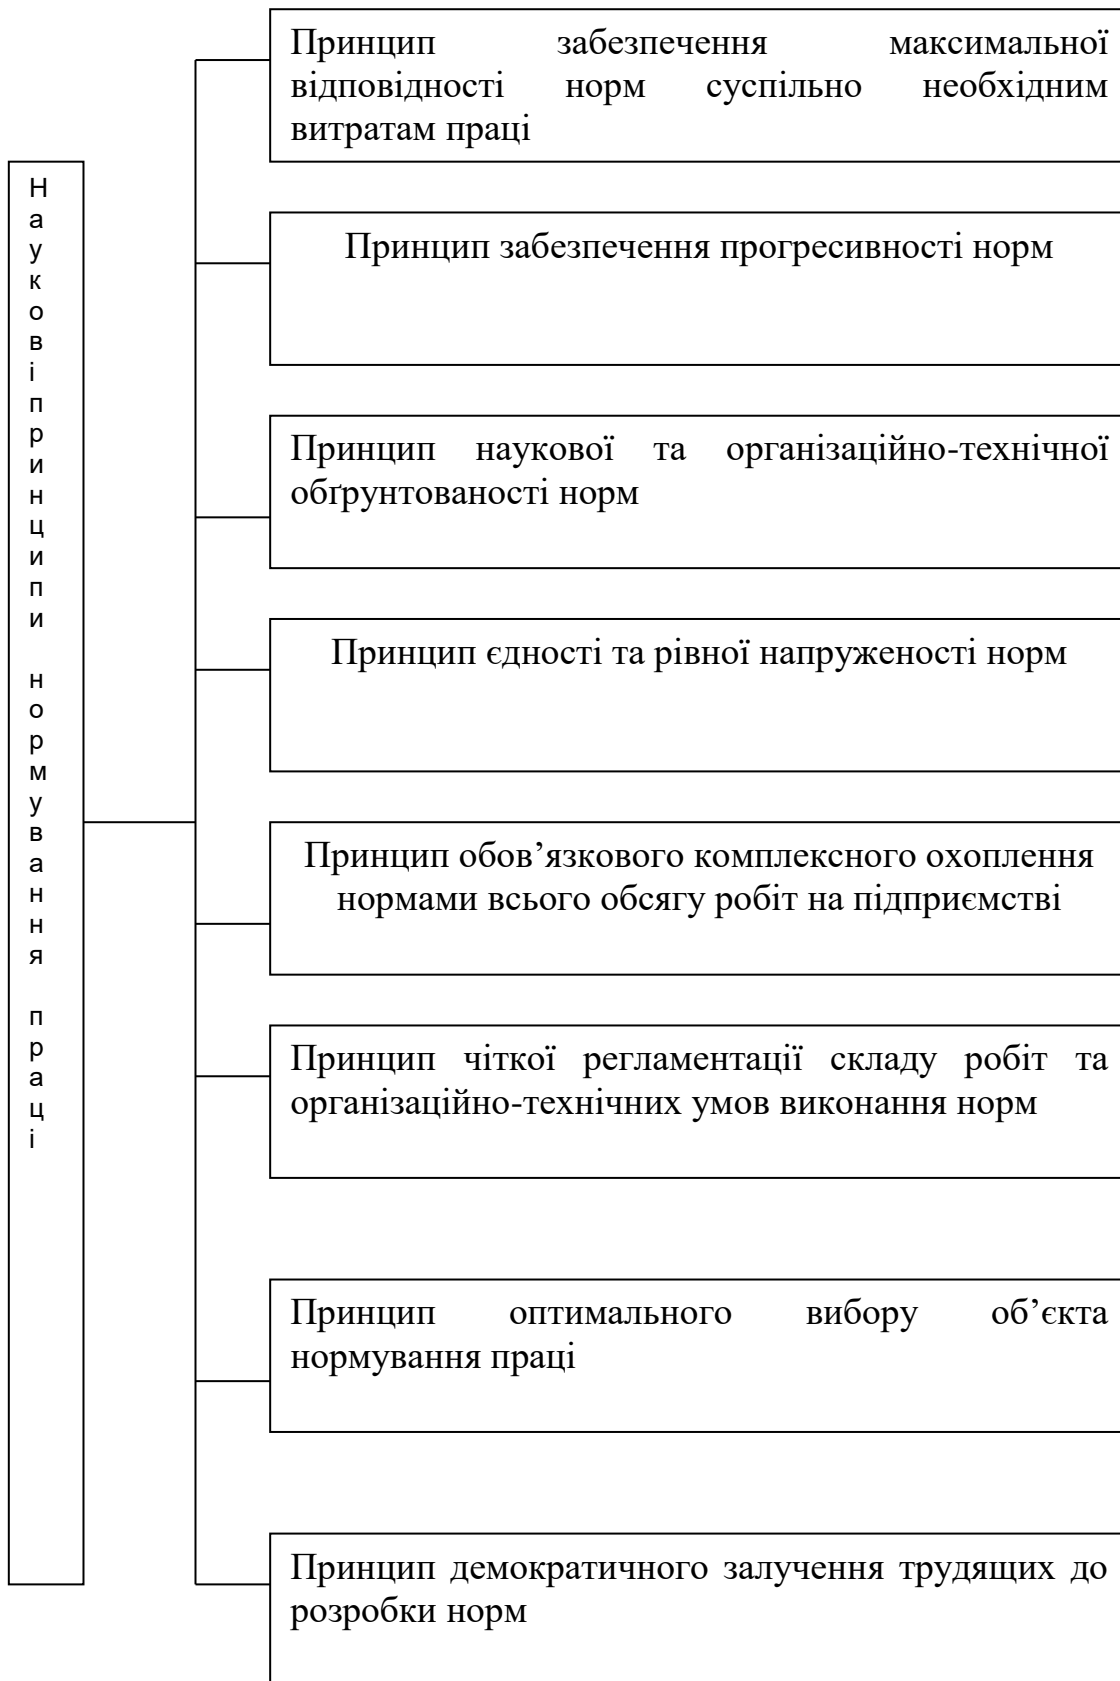 Наукові принципи нормування праці
Принцип забезпечення максимальної
відповідності норм суспільно необхідним
витратам праці
Принцип забезпечення прогресивності норм
Принцип наукової та організаційно-технічної
обґрунтованості норм
Принцип єдності та рівної напруженості норм
Принцип обов’язкового комплексного охоплення
нормами всього обсягу робіт на підприємстві
Принцип чіткої регламентації складу робіт та
організаційно-технічних умов виконання норм
Принцип оптимального вибору об’єкта
нормування праці
Принцип демократичного залучення трудящих до
розробки норм